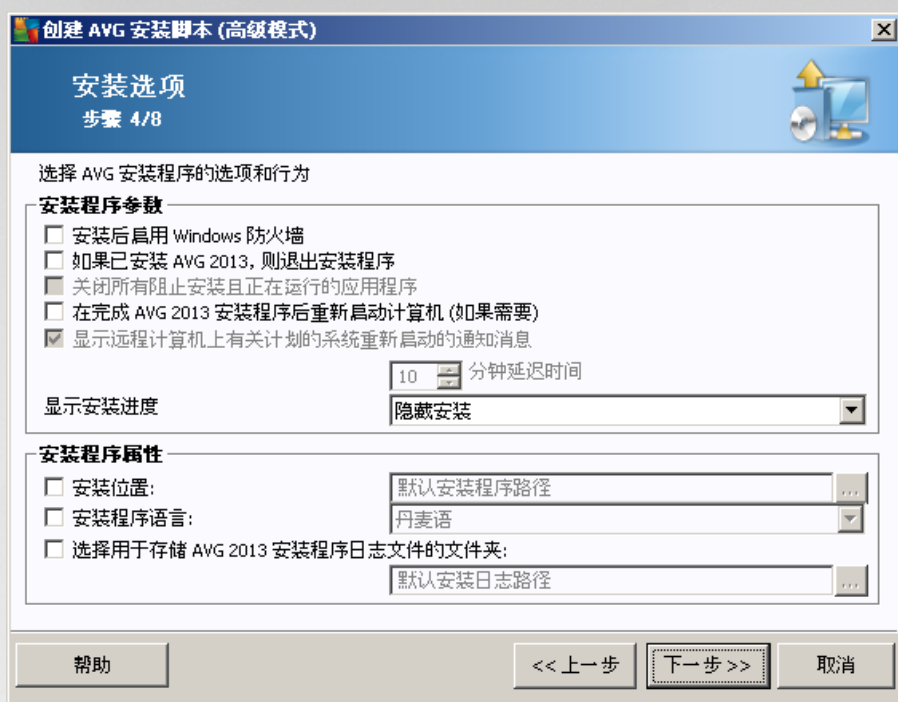 创建 AVG 安装脚本 (高级模式)
安装选项
步骤 4/8
选择 AVG 安装程序的选项和行为
安装程序参数
安装后启用 Windows 防火墙
如果已安装 AVG 2013, 则退出安装程序
关闭所有阻止安装且正在运行的应用程序
在完成 AVG 2013 安装程序后重新启动计算机 (如果需要)
显示远程计算机上有关计划的系统重新启动的通知消息
10 分钟延迟时间
显示安装进度 隐藏安装
安装程序属性
安装位置: 默认安装程序路径 ...
安装程序语言: 丹麦语
选择用于存储 AVG 2013 安装程序日志文件的文件夹:
默认安装日志路径 ...
帮助 << 上一步 下一步 >> 取消